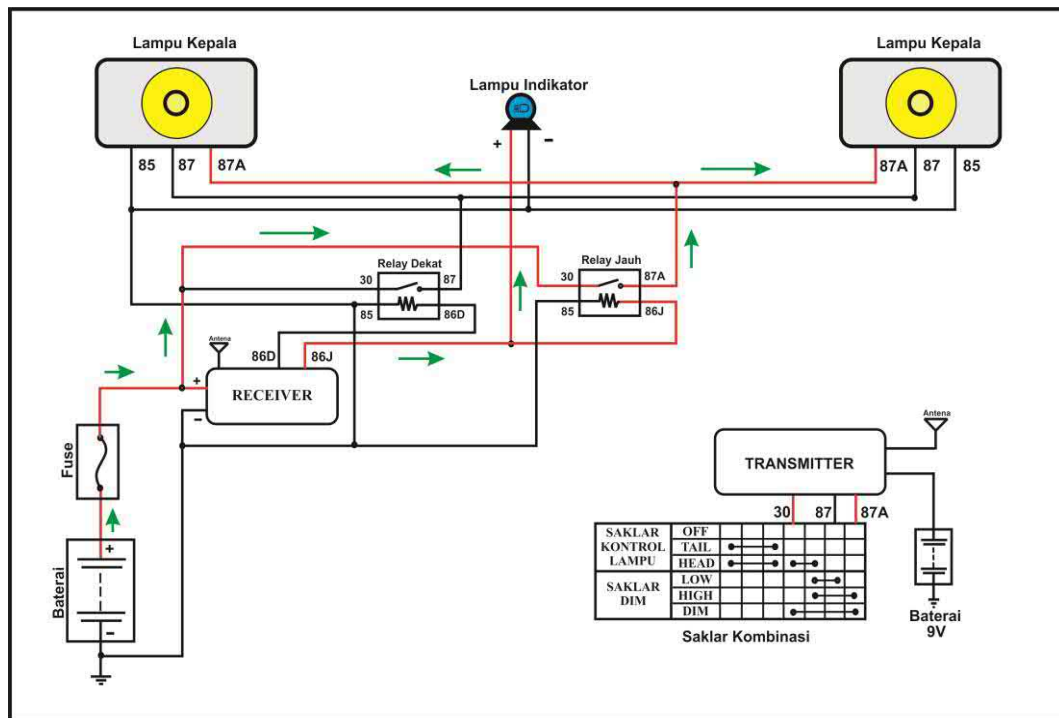 Lampu Kepala
Lampu Kepala
Lampu Indikator
+ -
85 87 87A
87A 87 85
Relay Dekat
30 87
85 86D
Relay Jauh
30 87A
85 86J
Antena
86D 86J
+
RECEIVER
-
Fuse
Baterai
+
-
Antena
TRANSMITTER
30 87 87A
SAKLAR KONTROL LAMPU
OFF
TAIL
HEAD
SAKLAR DIM
LOW
HIGH
DIM
Saklar Kombinasi
Baterai
9V